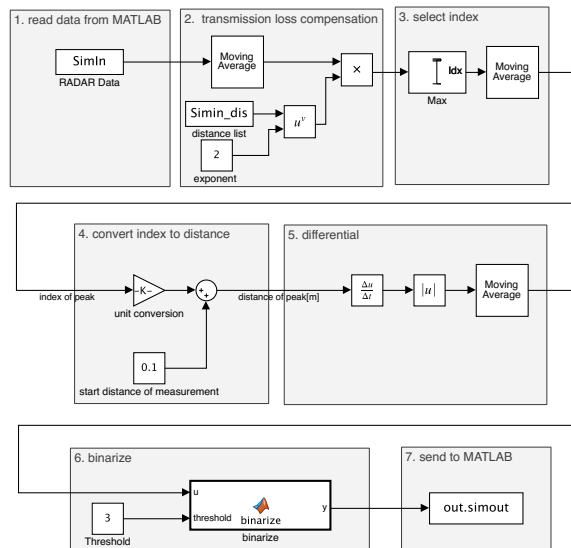 1. read data from MATLAB
SimIn
RADAR Data
2. transmission loss compensation
Moving
Average
×
Simin_dis
distance list
u^v
2
exponent
3. select index
Idx
Max
Moving
Average
4. convert index to distance
index of peak
-K-
unit conversion
+
+
distance of peak[m]
0.1
start distance of measurement
5. differential
Δu
Δt
|u|
Moving
Average
6. binarize
u
threshold
binarize
y
binarize
3
Threshold
7. send to MATLAB
out.simout